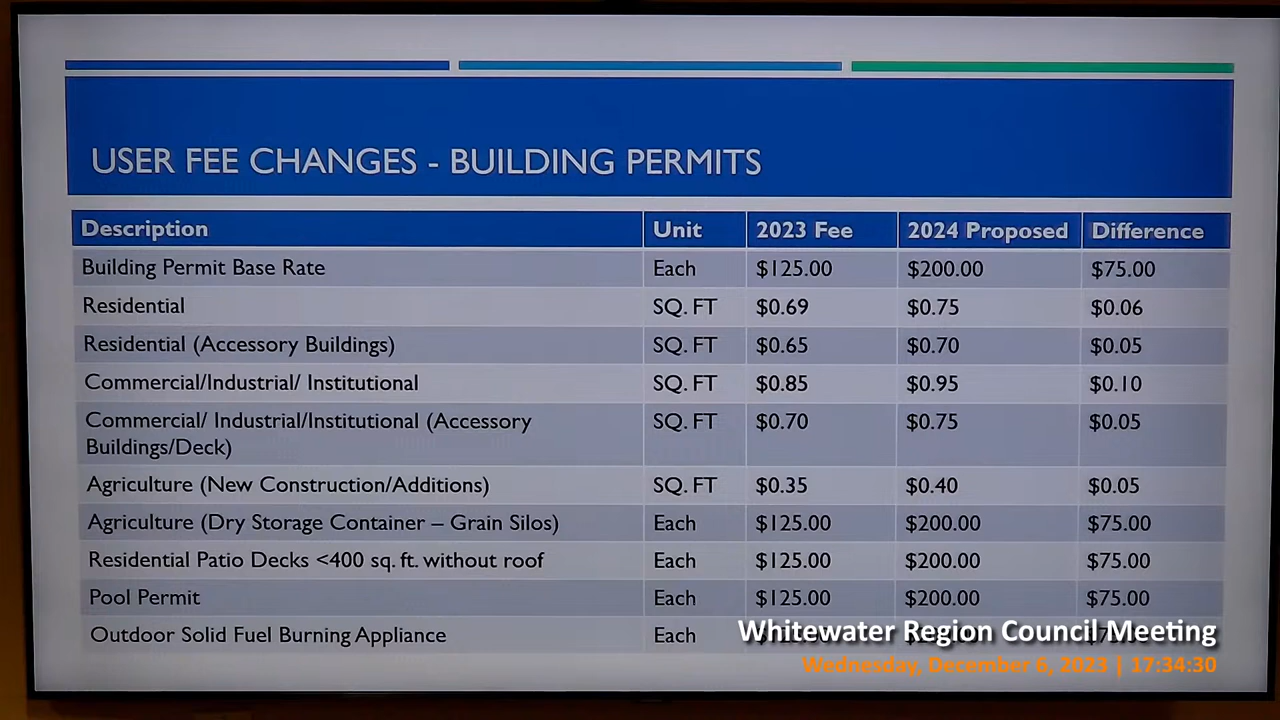 USER FEE CHANGES - BUILDING PERMITS
Description Unit 2023 Fee 2024 Proposed Difference
Building Permit Base Rate Each $125.00 $200.00 $75.00
Residential SQ. FT $0.69 $0.75 $0.06
Residential (Accessory Buildings) SQ. FT $0.65 $0.70 $0.05
Commercial/Industrial/ Institutional SQ. FT $0.85 $0.95 $0.10
Commercial/ Industrial/Institutional (Accessory SQ. FT $0.70 $0.75 $0.05
Buildings/Deck)
Agriculture (New Construction/Additions) SQ. FT $0.35 $0.40 $0.05
Agriculture (Dry Storage Container – Grain Silos) Each $125.00 $200.00 $75.00
Residential Patio Decks <400 sq. ft. without roof Each $125.00 $200.00 $75.00
Pool Permit Each $125.00 $200.00 $75.00
Outdoor Solid Fuel Burning Appliance Each
Whitewater Region Council Meeting
Wednesday, December 6, 2023 | 17:34:30